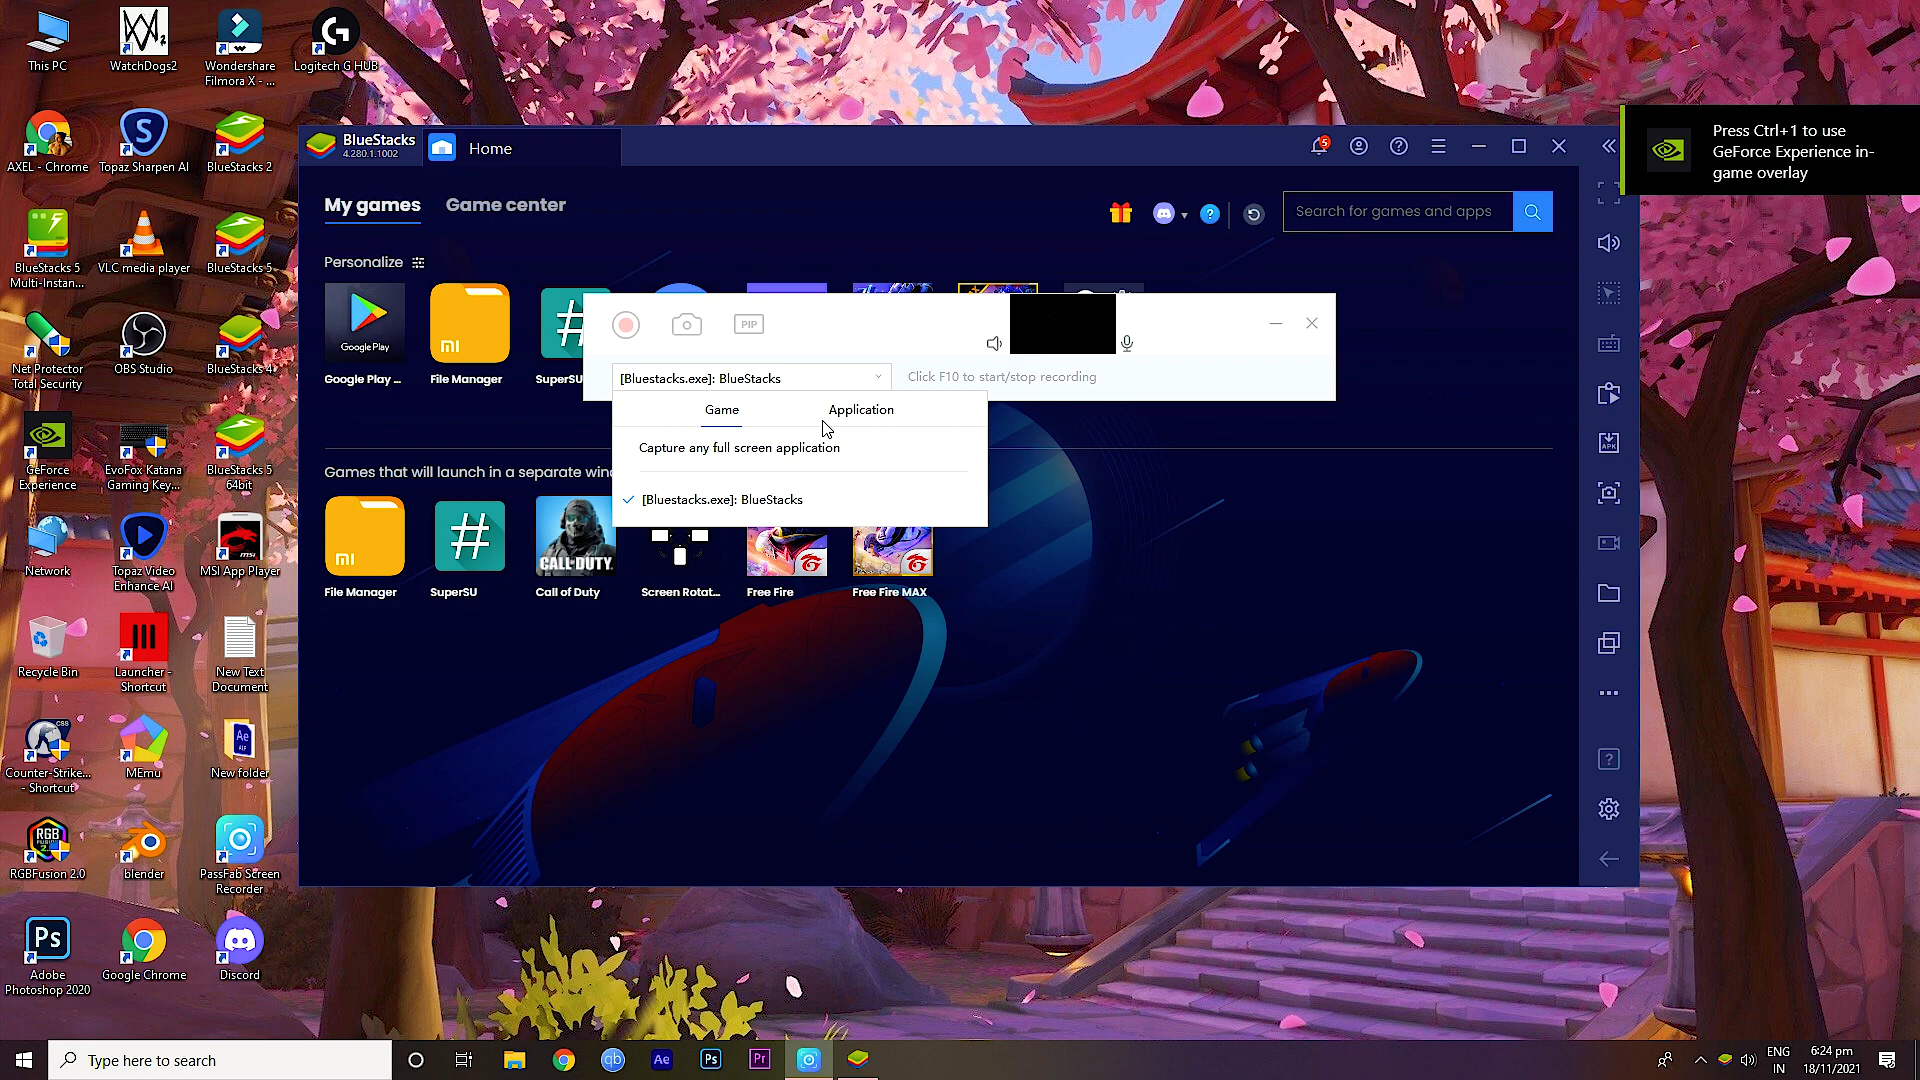 This PC
WatchDogs2
Wondershare
Filmora X - ...
Logitech G HUB
AXEL - Chrome
Topaz Sharpen AI
BlueStacks 2
BlueStacks 5
Multi-Instan...
VLC media player
BlueStacks 5
Net Protector
Total Security
OBS Studio
BlueStacks 4
GeForce
Experience
EvoFox Katana
Gaming Key...
BlueStacks 5
64bit
Network
Topaz Video
Enhance AI
MSI App Player
Recycle Bin
Launcher -
Shortcut
New Text
Document
Counter-Strike...
- Shortcut
MEmu
New folder
RGBFusion 2.0
blender
PassFab Screen
Recorder
Adobe
Photoshop 2020
Google Chrome
Discord
BlueStacks
4.280.1.1002
Home
5
My games
Game center
Search for games and apps
Personalize
Google Play
Google Play ...
File Manager
SuperSU
PIP
[Bluestacks.exe]: BlueStacks
Click F10 to start/stop recording
Game
Application
Capture any full screen application
[Bluestacks.exe]: BlueStacks
Games that will launch in a separate win
mi
CALL-DUTY.
File Manager
SuperSU
Call of Duty
Screen Rotat...
Free Fire
Free Fire MAX
Press Ctrl+1 to use
GeForce Experience in-
game overlay
Type here to search
qb
Ae
Ps
Pr
ENG
IN
6:24 pm
18/11/2021